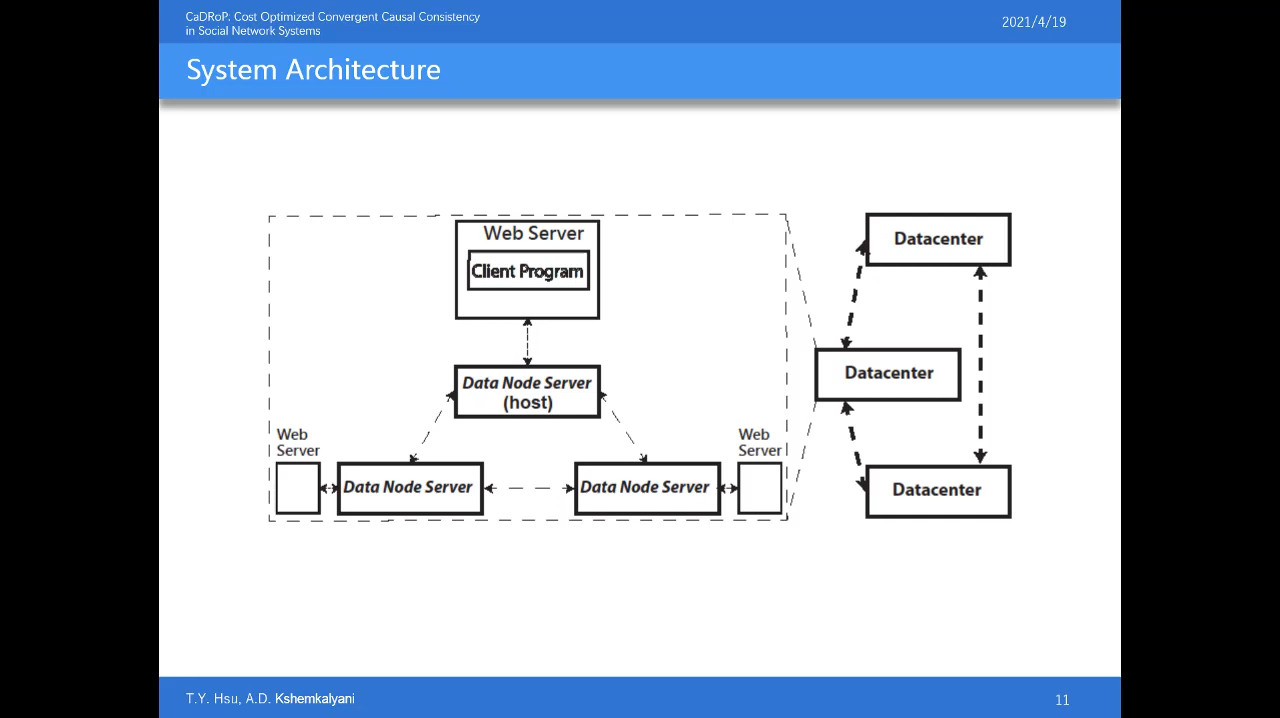 CaDRoP: Cost Optimized Convergent Causal Consistency
in Social Network Systems
2021/4/19
System Architecture
Web Server
Client Program
Data Node Server
(host)
Web
Server
Data Node Server
Data Node Server
Web
Server
Datacenter
Datacenter
Datacenter
T.Y. Hsu, A.D. Kshemkalyani
11